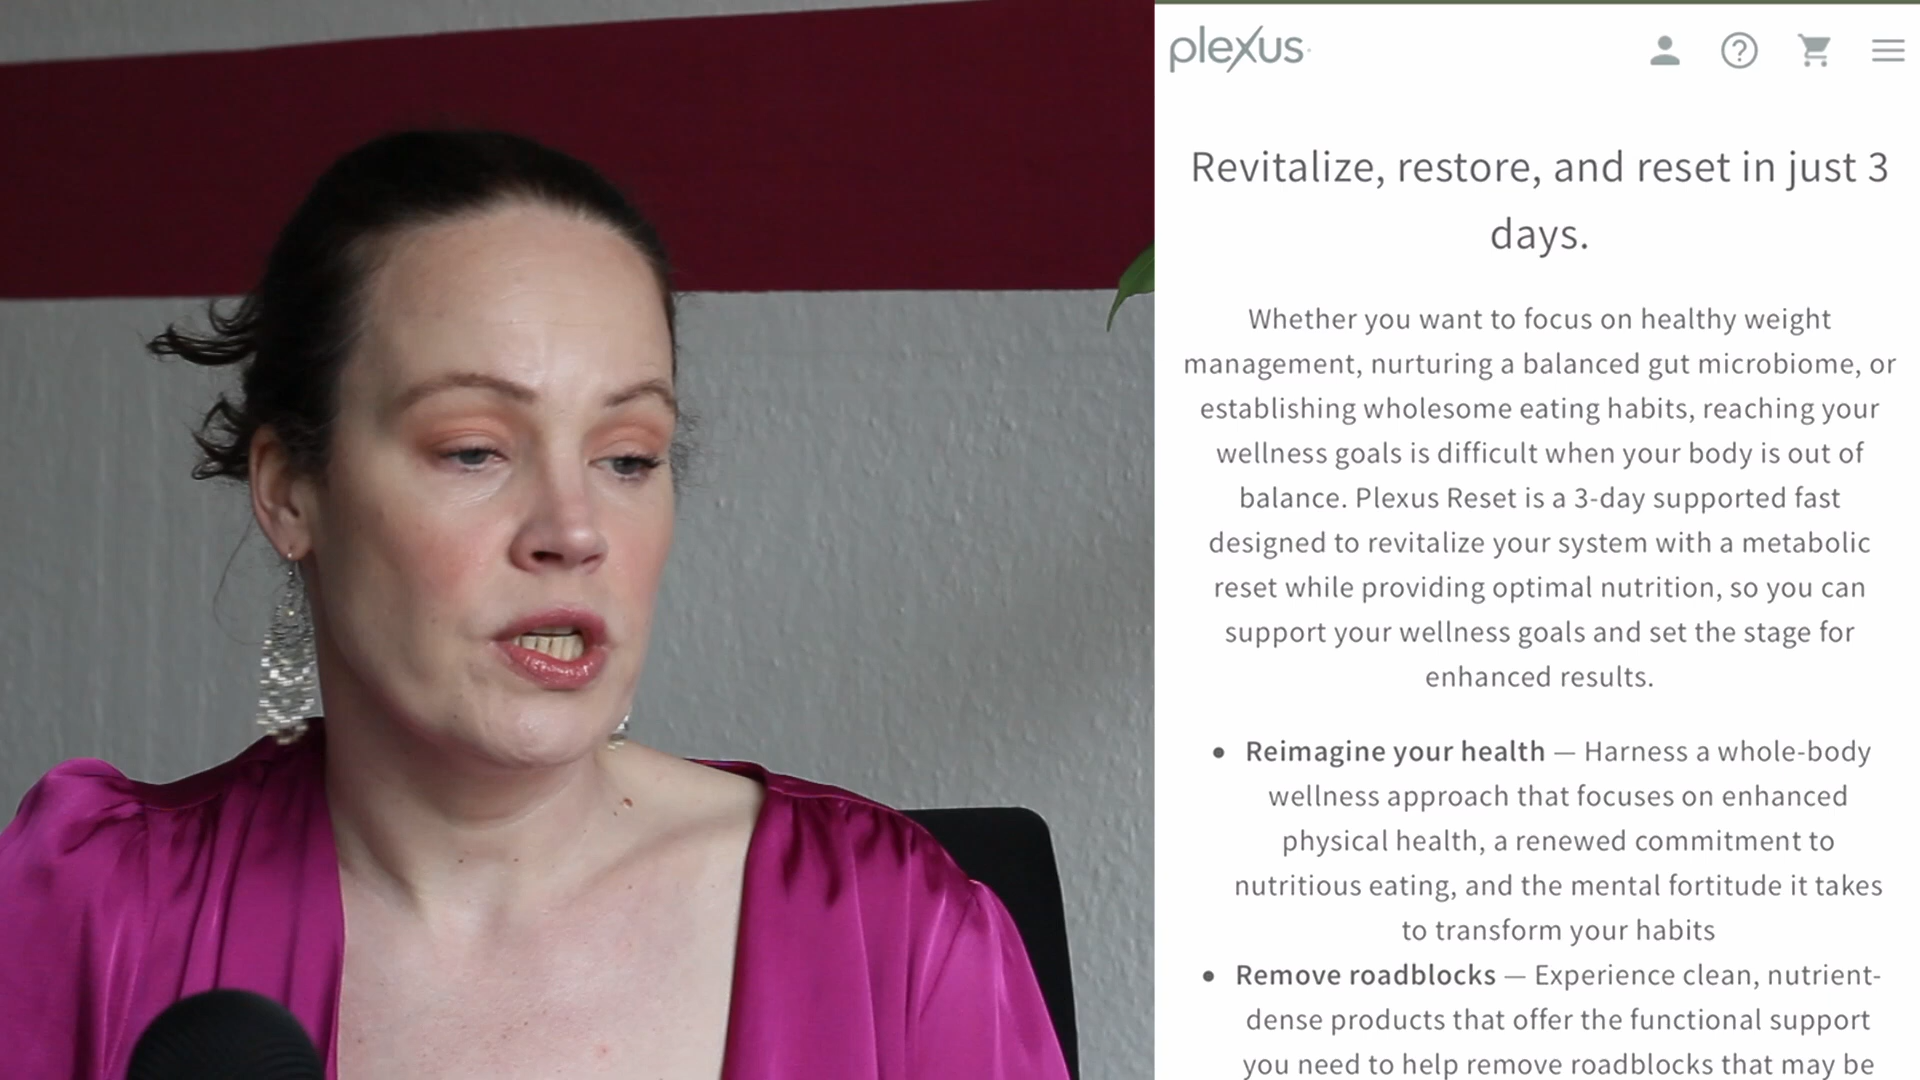 plexus
Revitalize, restore, and reset in just 3
days.
Whether you want to focus on healthy weight
management, nurturing a balanced gut microbiome, or
establishing wholesome eating habits, reaching your
wellness goals is difficult when your body is out of
balance. Plexus Reset is a 3-day supported fast
designed to revitalize your system with a metabolic
reset while providing optimal nutrition, so you can
support your wellness goals and set the stage for
enhanced results.
• Reimagine your health — Harness a whole-body
wellness approach that focuses on enhanced
physical health, a renewed commitment to
nutritious eating, and the mental fortitude it takes
to transform your habits
• Remove roadblocks — Experience clean, nutrient-
dense products that offer the functional support
you need to help remove roadblocks that may be